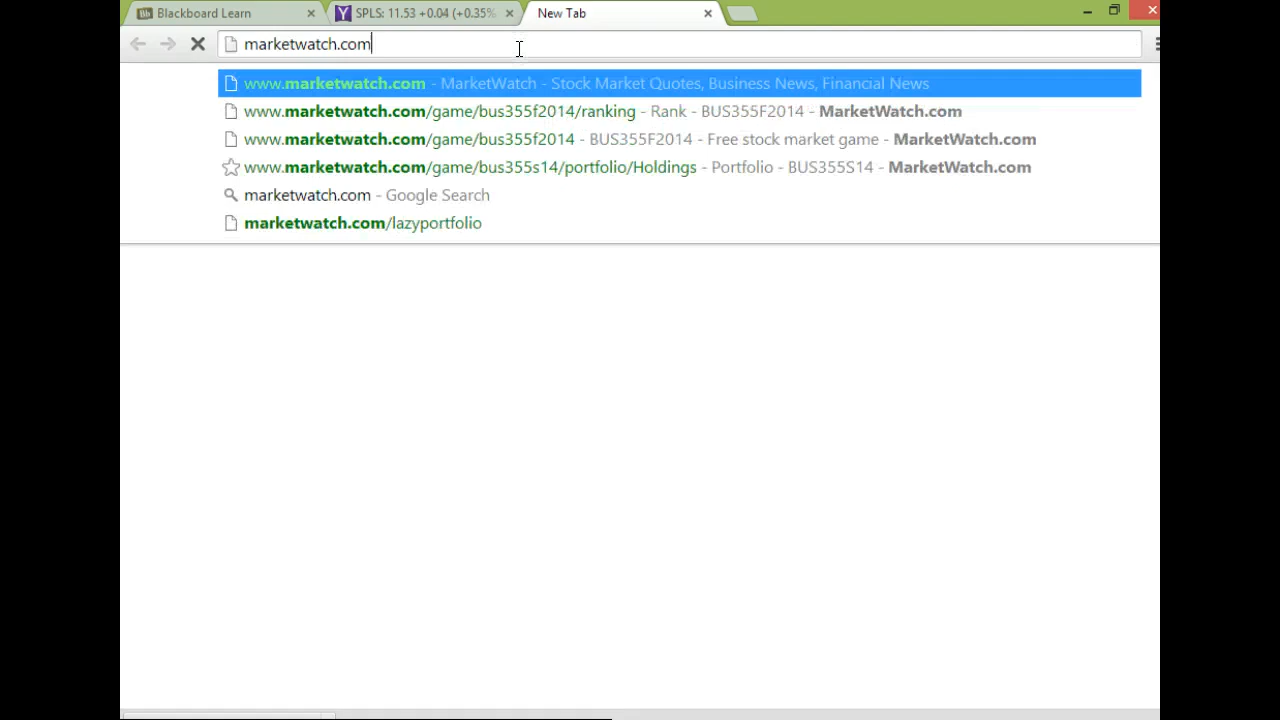 Blackboard Learn
SPLS: 11.53 +0.04 (+0.35%
New Tab
marketwatch.com
www.marketwatch.com - MarketWatch - Stock Market Quotes, Business News, Financial News
www.marketwatch.com/game/bus355f2014/ranking - Rank - BUS355F2014 - MarketWatch.com
www.marketwatch.com/game/bus355f2014 - BUS355F2014 - Free stock market game - MarketWatch.com
www.marketwatch.com/game/bus355s14/portfolio/Holdings - Portfolio - BUS355S14 - MarketWatch.com
marketwatch.com - Google Search
marketwatch.com/lazyportfolio